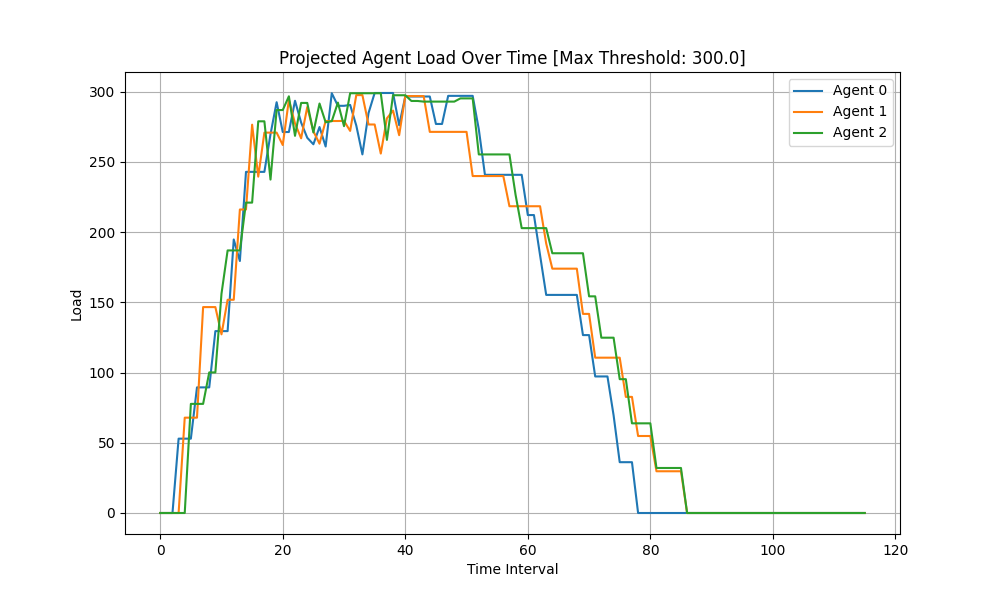 Projected Agent Load Over Time [Max Threshold: 300.0]
Agent 0
Agent 1
Agent 2
300
250
200
150
100
50
0
Load
0 20 40 60 80 100 120
Time Interval